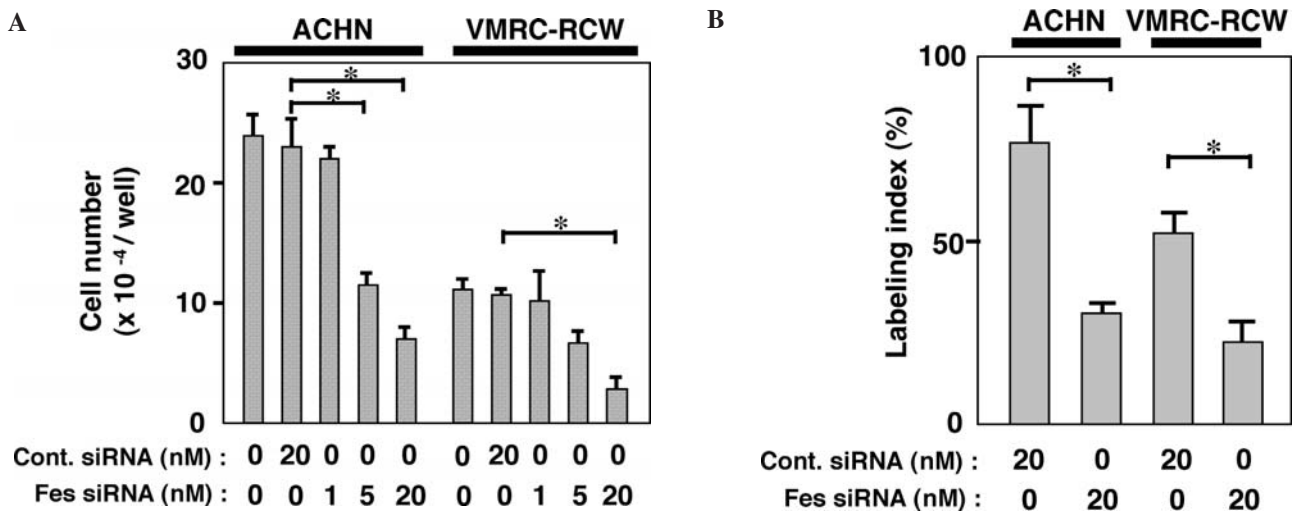 A
ACHN VMRC-RCW
30
20
10
0
Cell number
(x 10 -4 / well)
* * *
Cont. siRNA (nM) : 0 20 0 0 0 0 20 0 0 0
Fes siRNA (nM) : 0 0 1 5 20 0 0 1 5 20
B
ACHN VMRC-RCW
100
50
0
Labeling index (%)
* *
Cont. siRNA (nM) : 20 0 20 0
Fes siRNA (nM) : 0 20 0 20